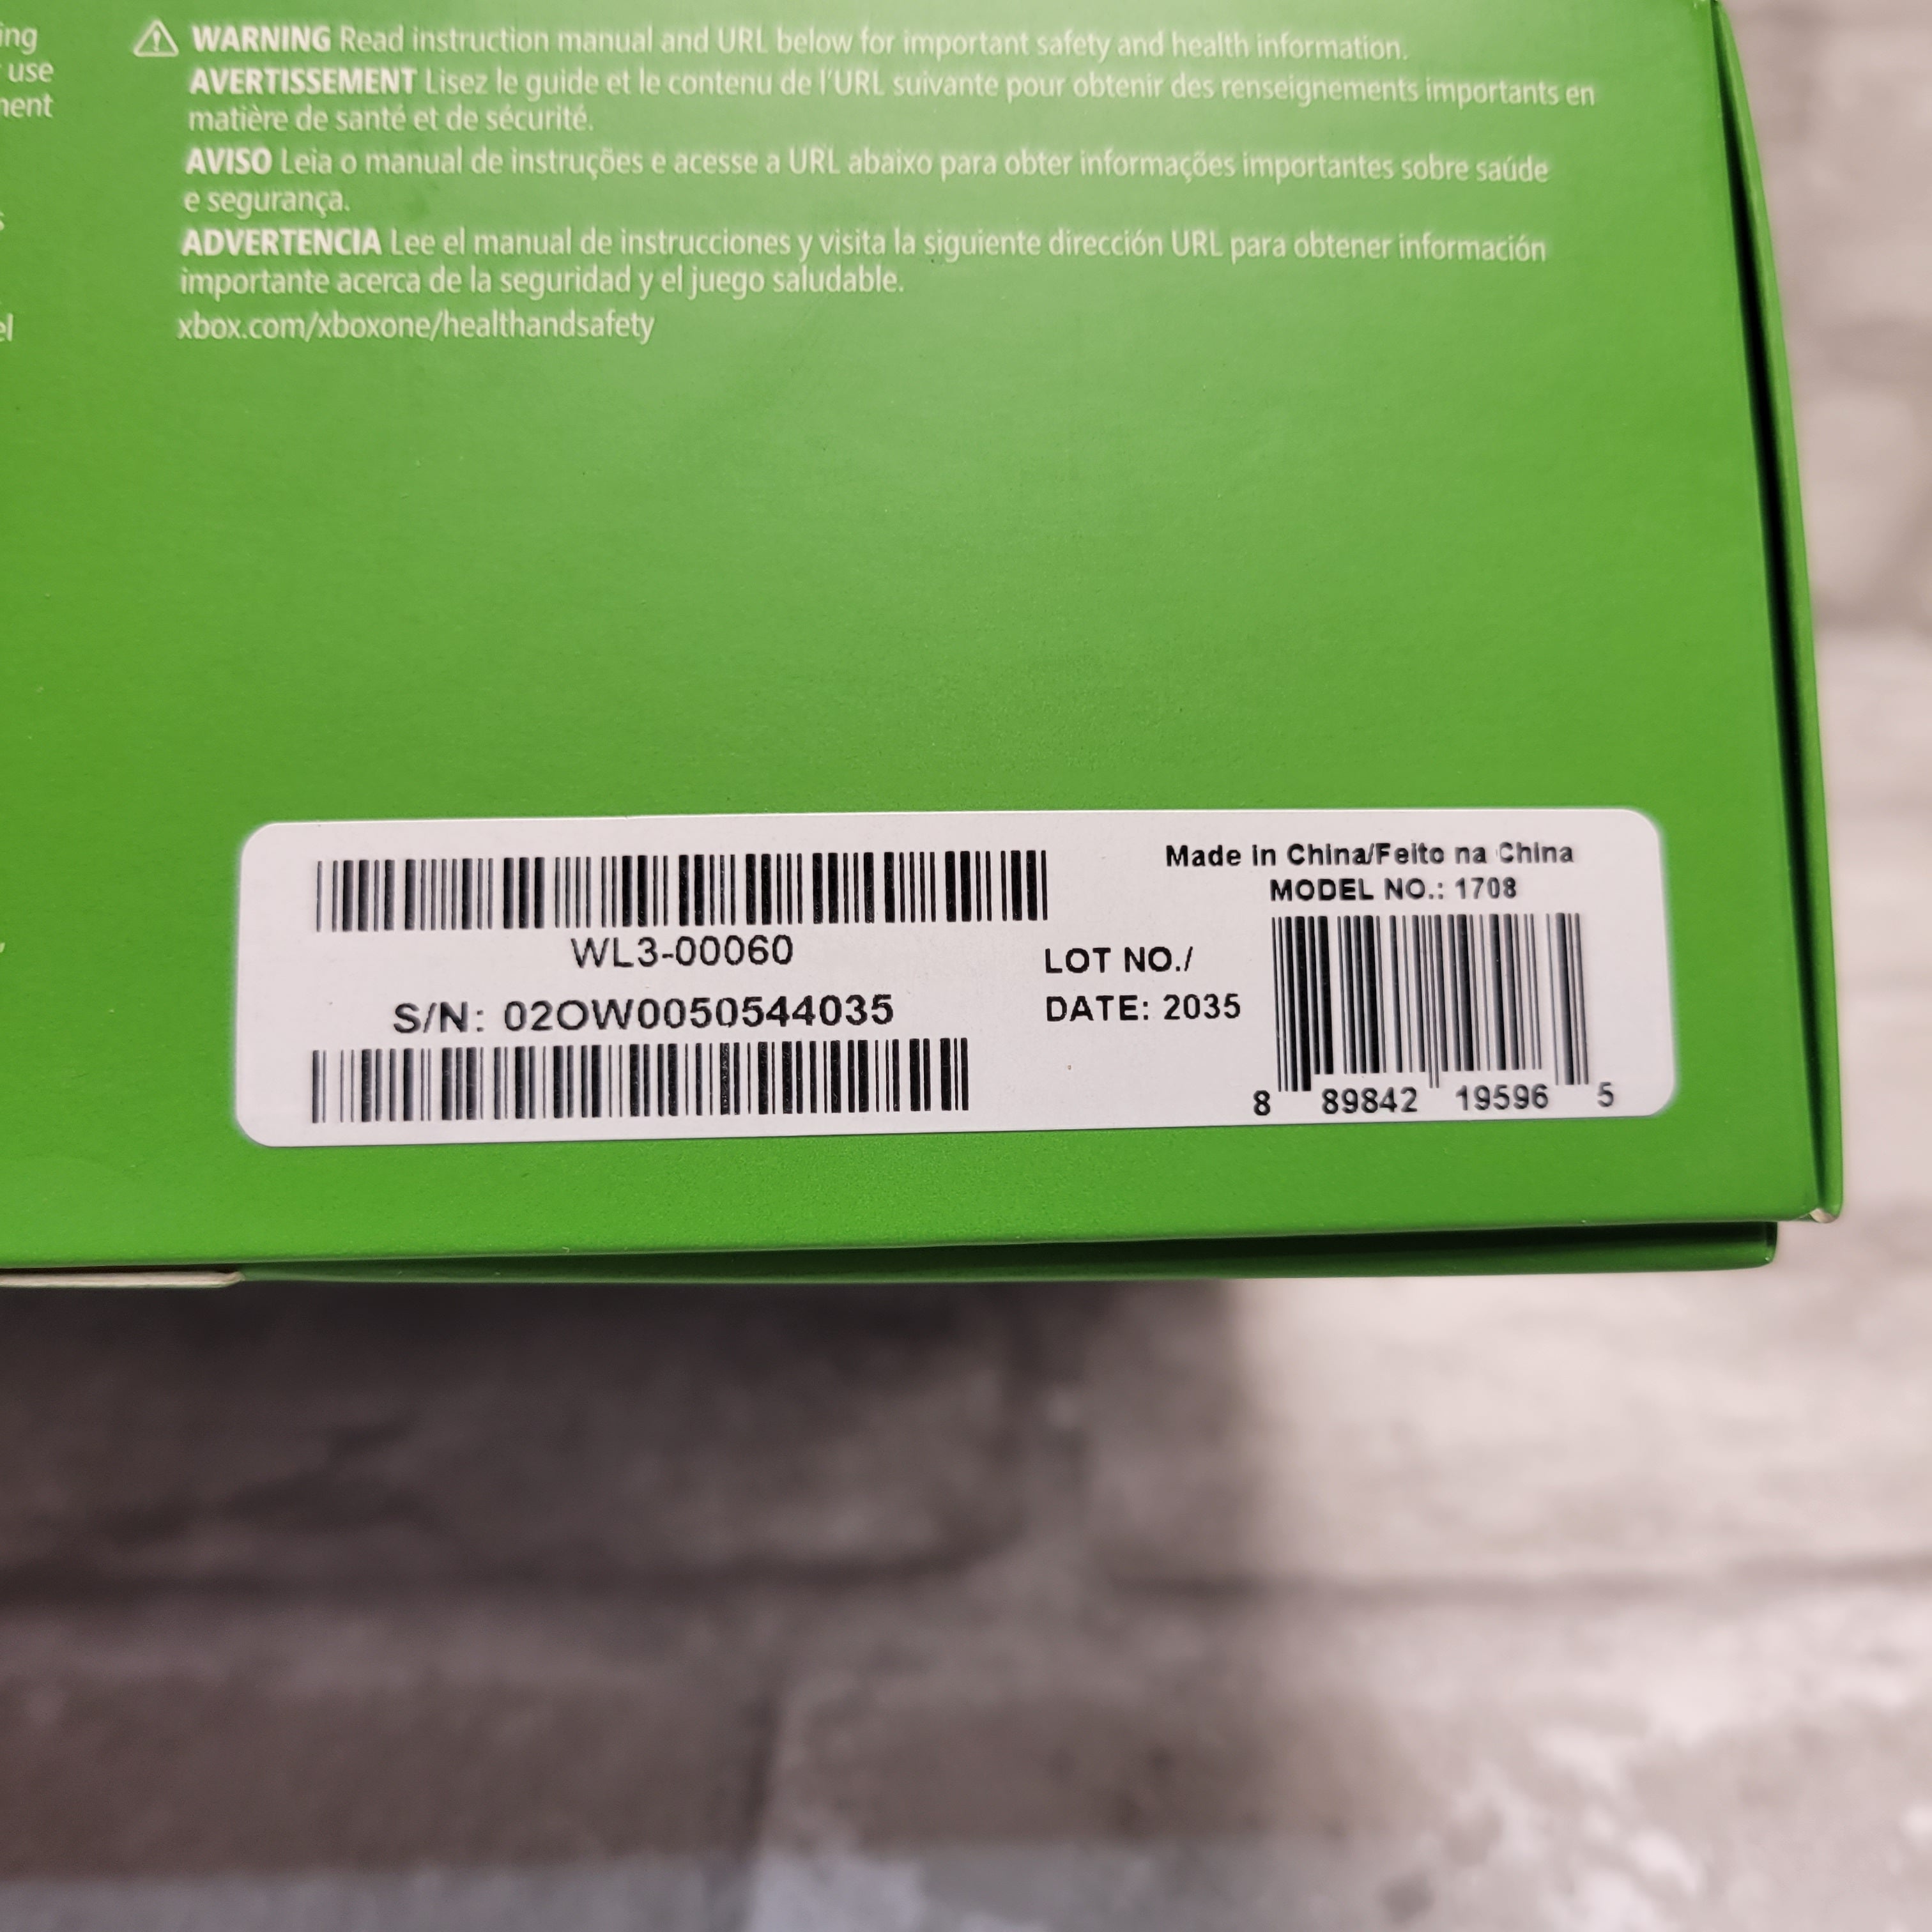 use
WARNING Read instruction manual and URL below for important safety and health information.
AVERTISSEMENT Lisez le guide et le contenu de l'URL suivante pour obtenir des renseignements importants en
matière de santé et de sécurité.
AVISO Leia o manual de instruções e acesse a URL abaixo para obter informações importantes sobre saúde
e segurança.
ADVERTENCIA Lee el manual de instrucciones y visita la siguiente dirección URL para obtener información
importante acerca de la seguridad y el juego saludable.
xbox.com/xboxone/healthandsafety
WL3-00060
S/N: 02OW0050544035
LOT NO./
DATE: 2035
Made in China/Feito na China
MODEL NO.: 1708
8 89842 19596 5